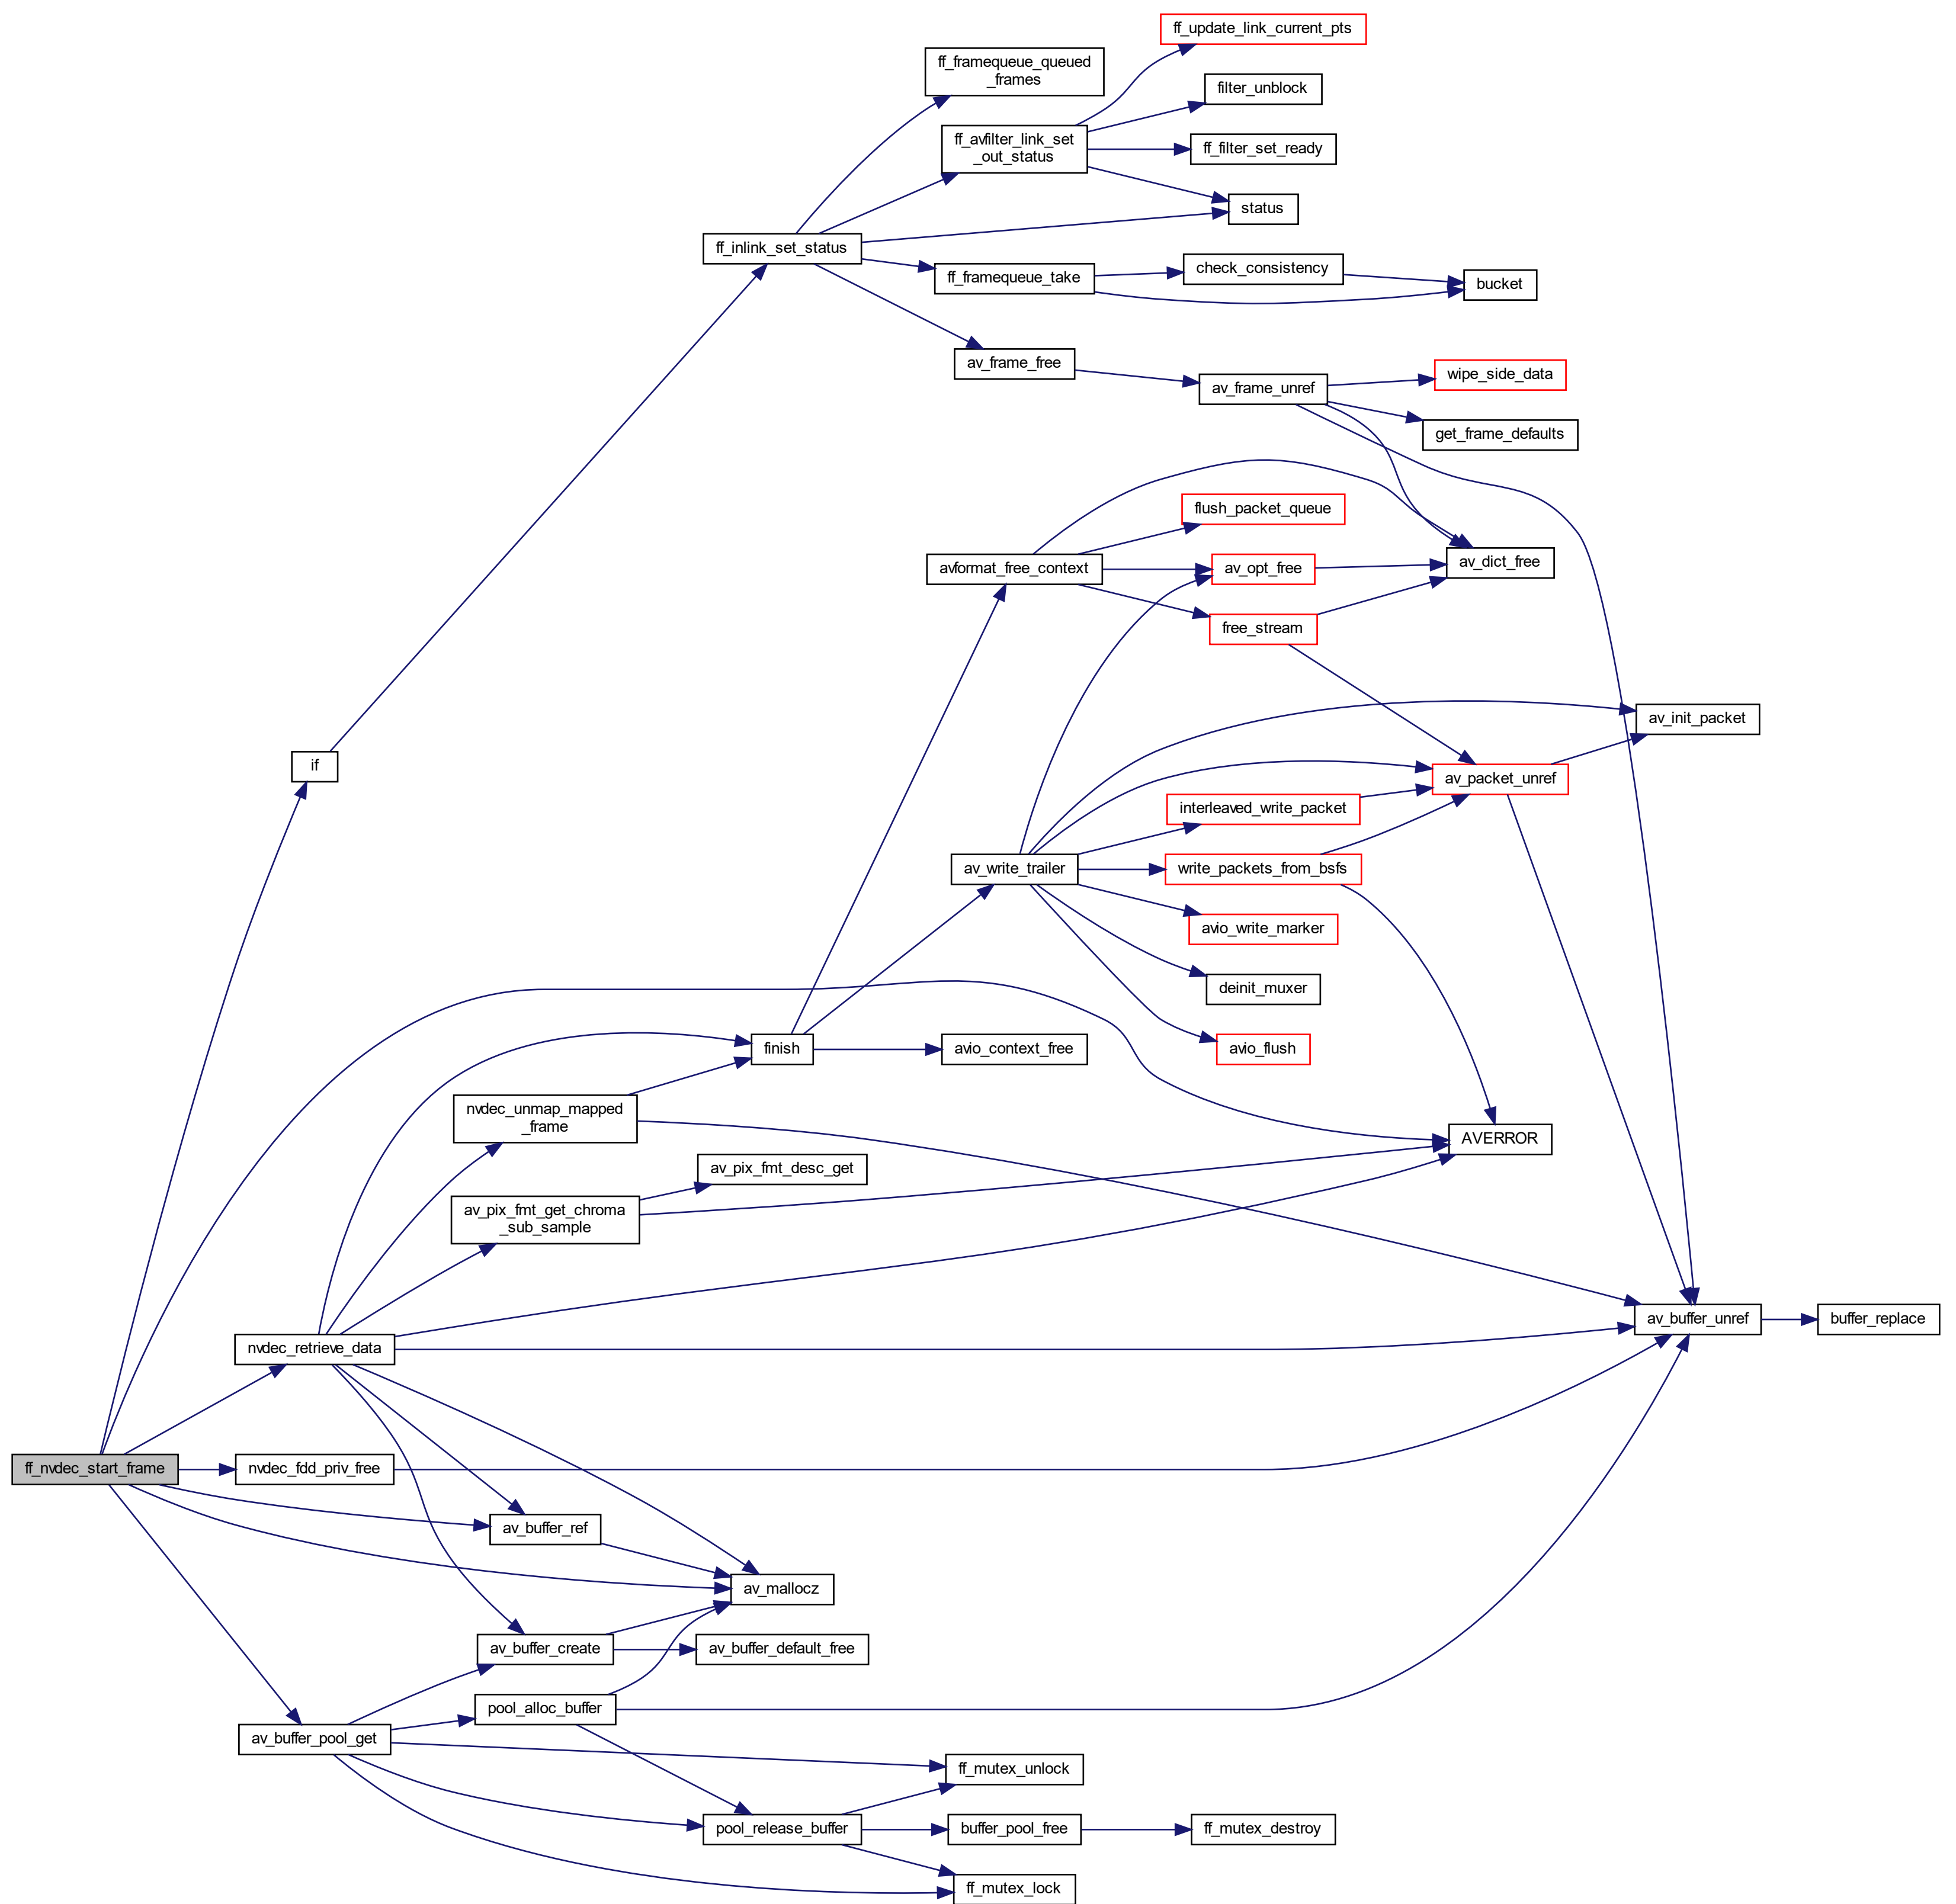 ff_update_link_current_pts
ff_framequeue_queued
_frames
filter_unblock
ff_avfilter_link_set
_out_status
ff_filter_set_ready
status
ff_inlink_set_status
check_consistency
ff_framequeue_take
bucket
av_frame_free
wipe_side_data
av_frame_unref
get_frame_defaults
flush_packet_queue
av_dict_free
avformat_free_context
av_opt_free
free_stream
av_init_packet
if
av_packet_unref
interleaved_write_packet
av_write_trailer
write_packets_from_bsfs
avio_write_marker
deinit_muxer
finish
avio_context_free
avio_flush
nvdec_unmap_mapped
_frame
AVERROR
av_pix_fmt_desc_get
av_pix_fmt_get_chroma
_sub_sample
av_buffer_unref
buffer_replace
nvdec_retrieve_data
ff_nvdec_start_frame
nvdec_fdd_priv_free
av_buffer_ref
av_mallocz
av_buffer_create
av_buffer_default_free
pool_alloc_buffer
av_buffer_pool_get
ff_mutex_unlock
pool_release_buffer
buffer_pool_free
ff_mutex_destroy
ff_mutex_lock